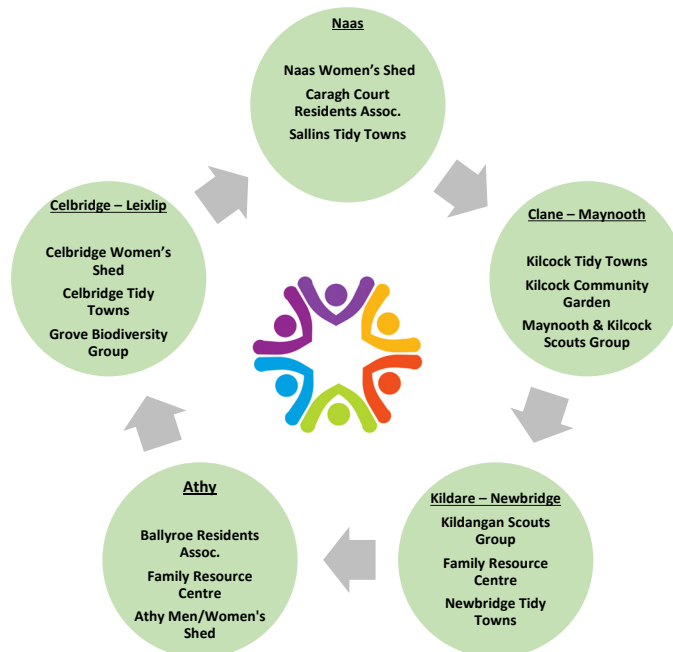 Naas
Naas Women’s Shed
Caragh Court
Residents Assoc.
Sallins Tidy Towns
Clane – Maynooth
Kilcock Tidy Towns
Kilcock Community
Garden
Maynooth & Kilcock
Scouts Group
Kildare – Newbridge
Kildangan Scouts
Group
Family Resource
Centre
Newbridge Tidy
Towns
Athy
Ballyroe Residents
Assoc.
Family Resource
Centre
Athy Men/Women's
Shed
Celbridge – Leixlip
Celbridge Women’s
Shed
Celbridge Tidy
Towns
Grove Biodiversity
Group